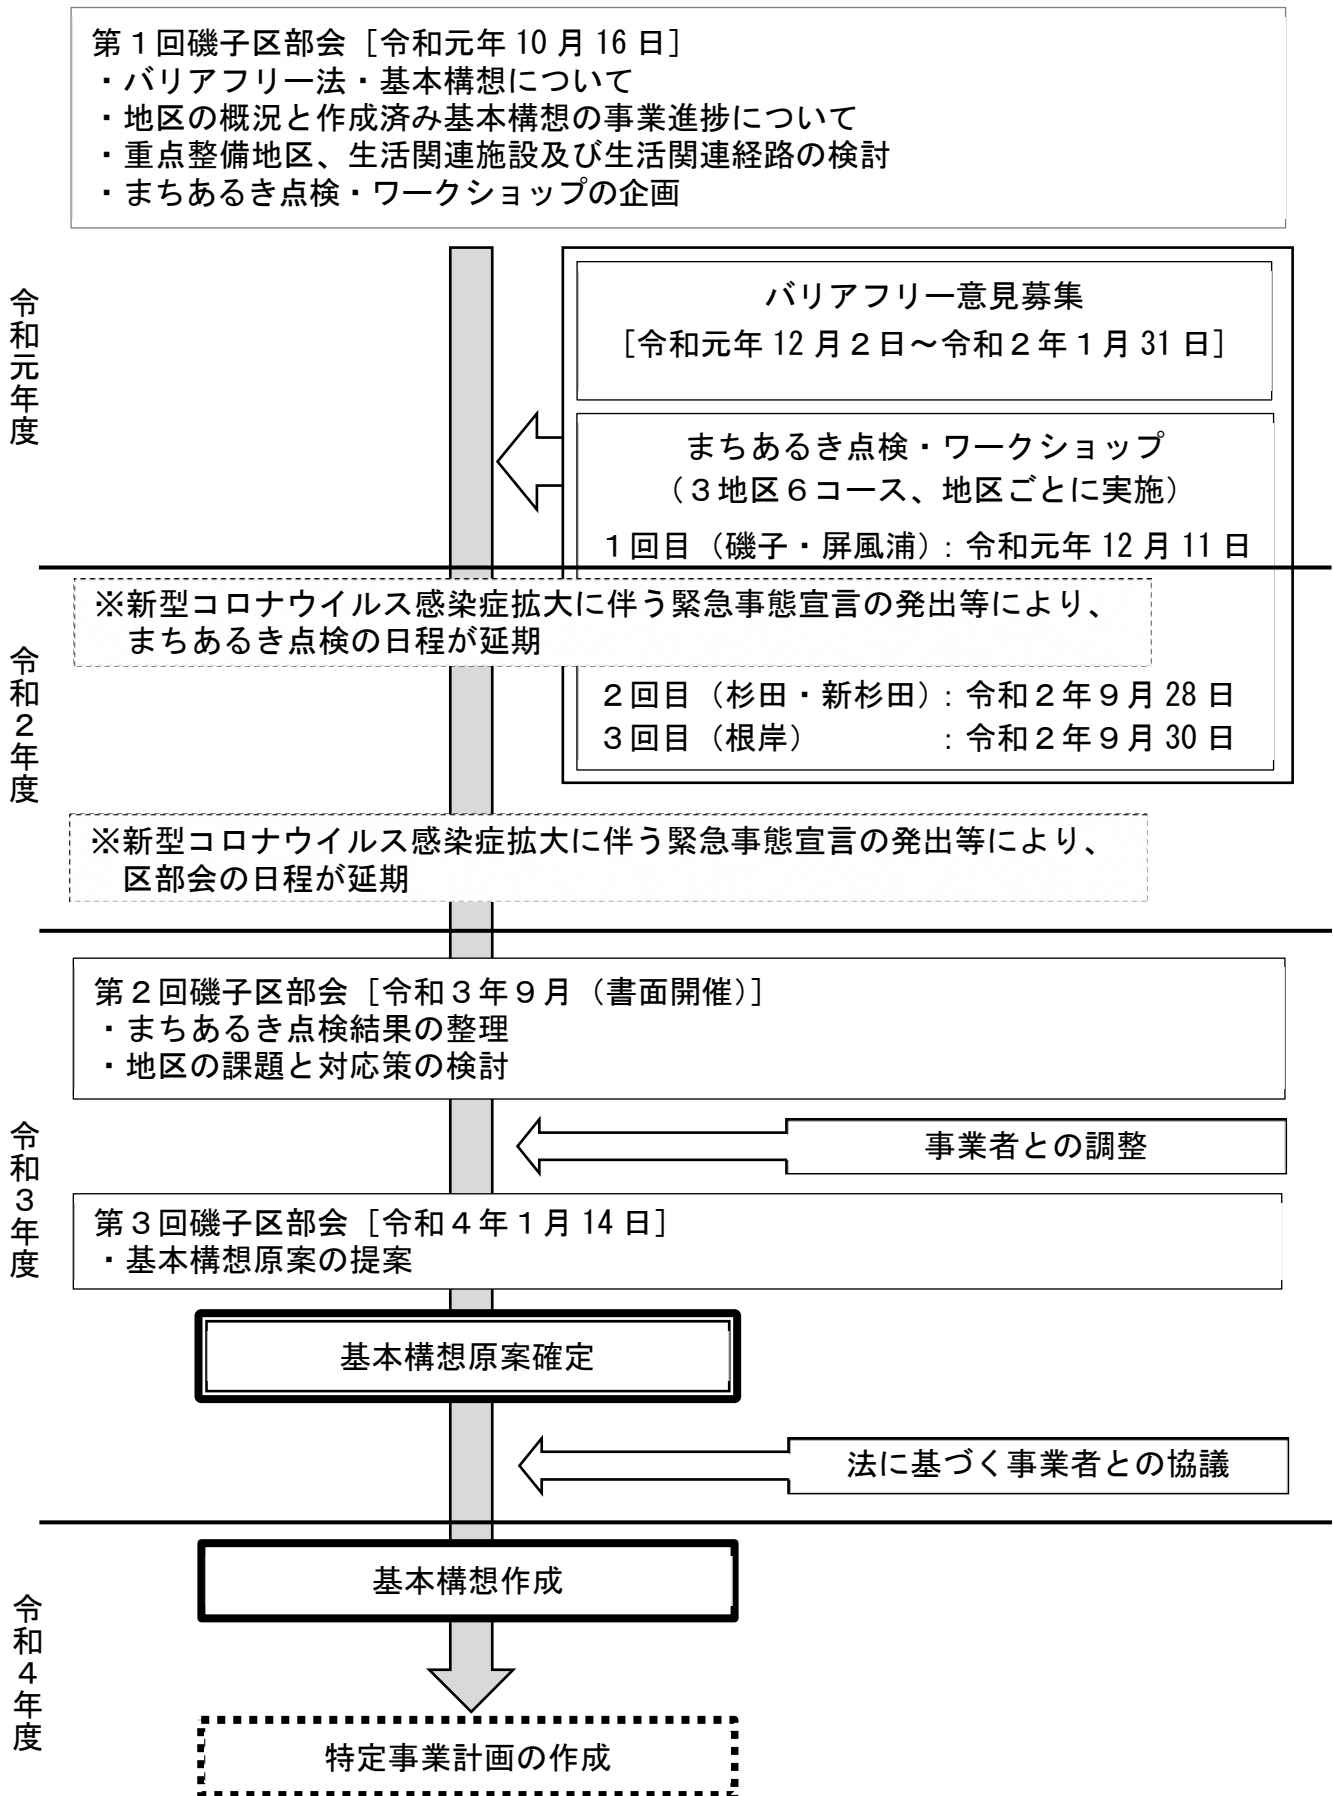 第１回磯子区部会［令和元年 10 月 16 日］
・バリアフリー法・基本構想について
・地区の概況と作成済み基本構想の事業進捗について
・重点整備地区、生活関連施設及び生活関連経路の検討
・まちあるき点検・ワークショップの企画
令和元年度
バリアフリー意見募集
［令和元年 12 月２日～令和２年１月 31 日］
まちあるき点検・ワークショップ
（３地区６コース、地区ごとに実施）
１回目（磯子・屏風浦）：令和元年 12 月 11 日
※新型コロナウイルス感染症拡大に伴う緊急事態宣言の発出等により、
まちあるき点検の日程が延期
令和２年度
２回目（杉田・新杉田）：令和２年９月 28 日
３回目（根岸）　　　　：令和２年９月 30 日
※新型コロナウイルス感染症拡大に伴う緊急事態宣言の発出等により、
区部会の日程が延期
第２回磯子区部会［令和３年９月（書面開催）］
・まちあるき点検結果の整理
・地区の課題と対応策の検討
令和３年度
事業者との調整
第３回磯子区部会［令和４年１月 14 日］
・基本構想原案の提案
基本構想原案確定
法に基づく事業者との協議
令和４年度
基本構想作成
特定事業計画の作成